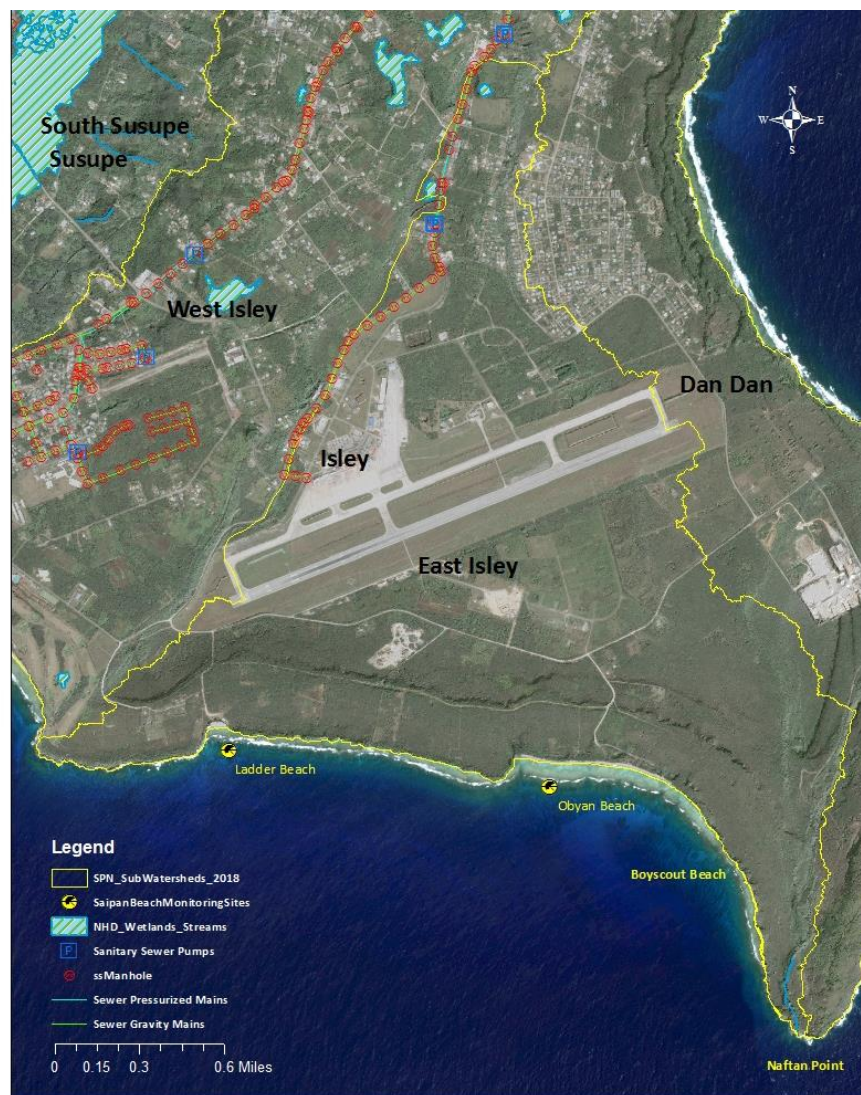 N
W E
S
South Susupe
Susupe
West Isley
Dan Dan
Isley
East Isley
Ladder Beach
Obyan Beach
Boyscout Beach
Naftan Point
Legend
SPN_SubWatersheds_2018
SaipanBeachMonitoringSites
NHD_Wetlands_Streams
P Sanitary Sewer Pumps
ssManhole
Sewer Pressurized Mains
Sewer Gravity Mains
0 0.15 0.3 0.6 Miles